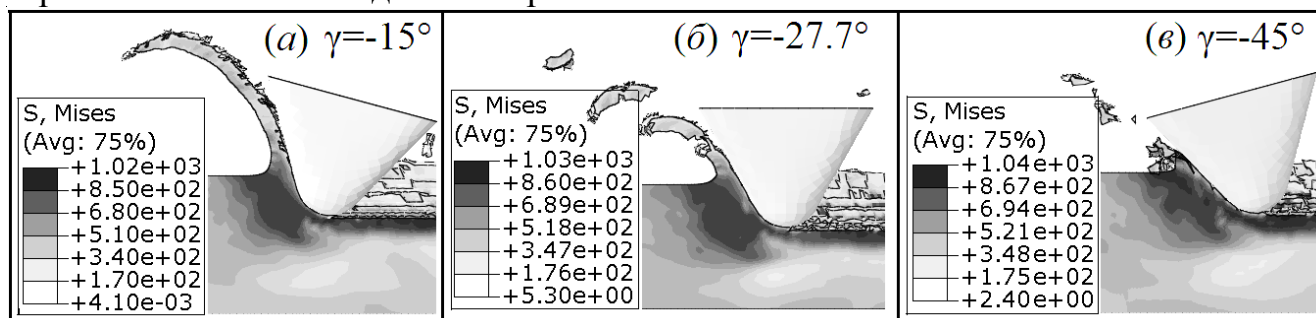 (а) γ=-15°
S, Mises
(Avg: 75%)
+1.02e+03
+8.50e+02
+6.80e+02
+5.10e+02
+3.40e+02
+1.70e+02
+4.10e-03
(б) γ=-27.7°
S, Mises
(Avg: 75%)
+1.03e+03
+8.60e+02
+6.89e+02
+5.18e+02
+3.47e+02
+1.76e+02
+5.30e+00
(в) γ=-45°
S, Mises
(Avg: 75%)
+1.04e+03
+8.67e+02
+6.94e+02
+5.21e+02
+3.48e+02
+1.75e+02
+2.40e+00